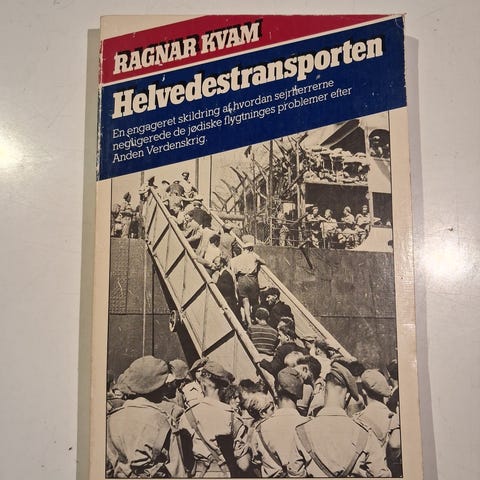 RAGNAR KVAM
Helvedestransporten
En engageret skildring af hvordan sejrherrerne
negligerede de jødiske flygtninges problemer efter
Anden Verdenskrig.